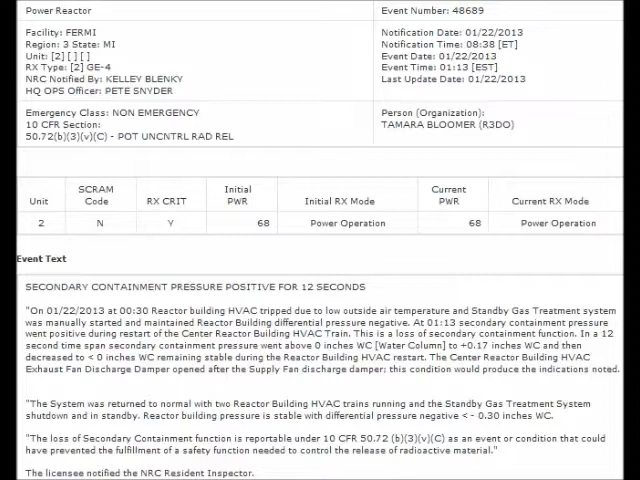 Power Reactor Event Number: 48689
Facility: FERMI Notification Date: 01/22/2013
Region: 3 State: MI Notification Time: 08:38 [ET]
Unit: [2] [ ] [ ] Event Date: 01/22/2013
RX Type: [2] GE-4 Event Time: 01:13 [EST]
NRC Notified By: KELLEY BLENKY Last Update Date: 01/22/2013
HQ OPS Officer: PETE SNYDER
Emergency Class: NON EMERGENCY Person (Organization):
10 CFR Section: TAMARA BLOOMER (R3DO)
50.72(b)(3)(v)(C) - POT UNCNTRL RAD REL
Unit SCRAM Code RX CRIT Initial PWR Initial RX Mode Current PWR Current RX Mode
2 N Y 68 Power Operation 68 Power Operation
Event Text
SECONDARY CONTAINMENT PRESSURE POSITIVE FOR 12 SECONDS
"On 01/22/2013 at 00:30 Reactor building HVAC tripped due to low outside air temperature and Standby Gas Treatment system
was manually started and maintained Reactor Building differential pressure negative. At 01:13 secondary containment pressure
went positive during restart of the Center Reactor Building HVAC Train. This is a loss of secondary containment function. In a 12
second time span secondary containment pressure went above 0 inches WC [Water Column] to +0.17 inches WC and then
decreased to < 0 inches WC remaining stable during the Reactor Building HVAC restart. The Center Reactor Building HVAC
Exhaust Fan Discharge Damper opened after the Supply Fan discharge damper; this condition would produce the indications noted.
"The System was returned to normal with two Reactor Building HVAC trains running and the Standby Gas Treatment System
shutdown and in standby. Reactor building pressure is stable with differential pressure negative < - 0.30 inches WC.
"The loss of Secondary Containment function is reportable under 10 CFR 50.72 (b)(3)(v)(C) as an event or condition that could
have prevented the fulfillment of a safety function needed to control the release of radioactive material."
The licensee notified the NRC Resident Inspector.